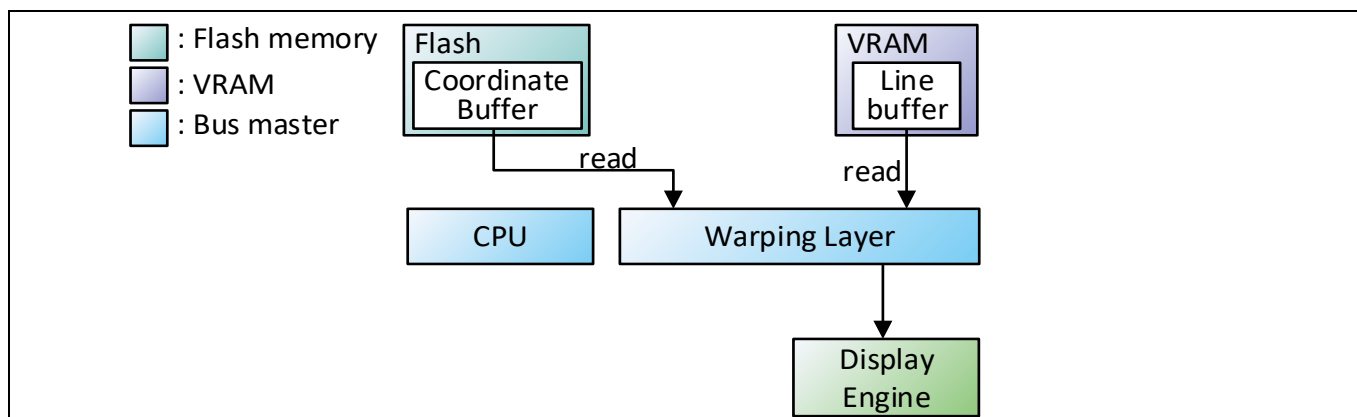 : Flash memory
: VRAM
: Bus master
Flash
Coordinate
Buffer
VRAM
Line
buffer
read
read
CPU
Warping Layer
Display
Engine